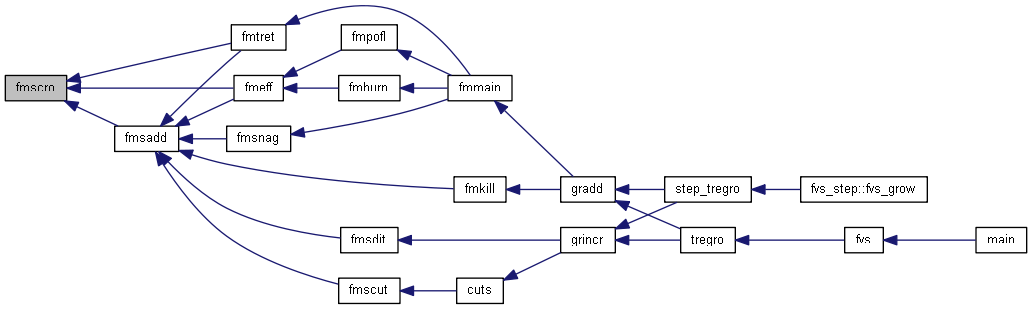 fmtret
fmpofl
fmscro
fmeff
fmburn
fmmain
fmsadd
fmsnag
fmkill
gradd
step_tregro
fvs_step::fvs_grow
fmsdit
grincr
tregro
fvs
main
fmscut
cuts